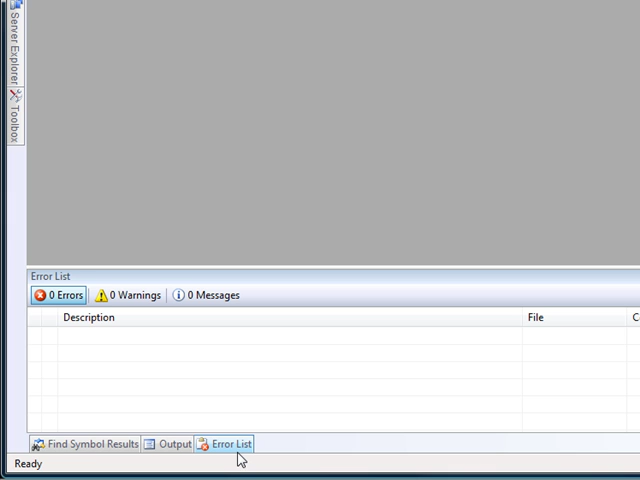 Server Explorer
Toolbox
Error List
0 Errors
0 Warnings
0 Messages
Description
File
Find Symbol Results
Output
Error List
Ready